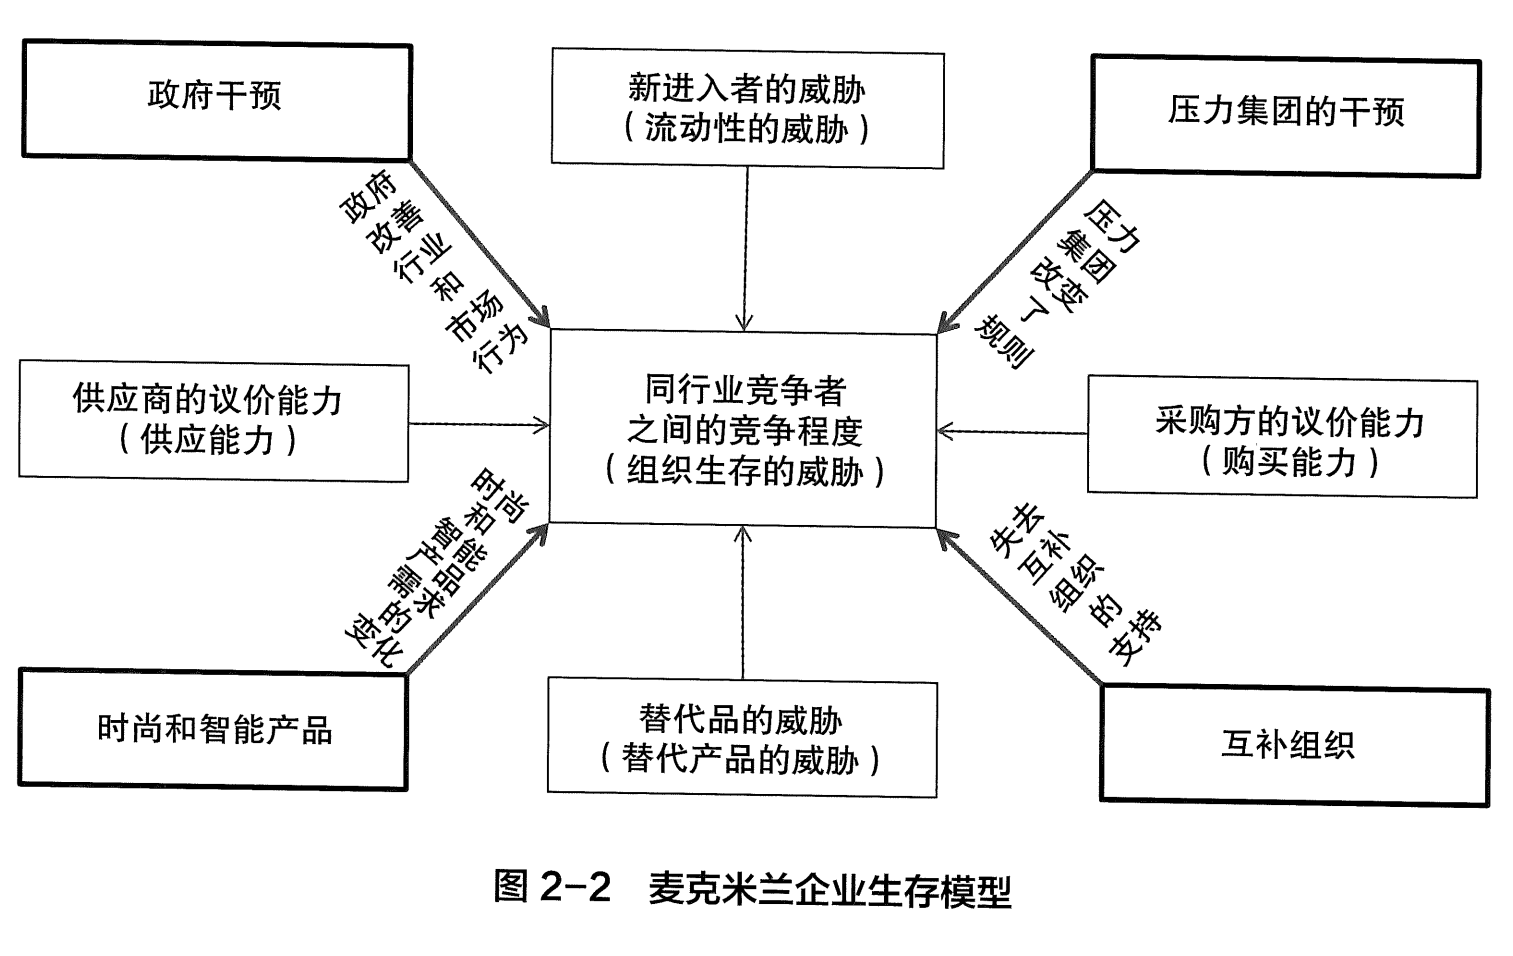 政府干预
新进入者的威胁
（流动性的威胁）
压力集团的干预
政府
改善
行业
和
市场
行为
压力
集团
改变
了
规则
供应商的议价能力
（供应能力）
同行业竞争者
之间的竞争程度
（组织生存的威胁）
采购方的议价能力
（购买能力）
时尚
和
智能
产品
需求
的
变化
失去
互补
组织
的
支持
时尚和智能产品
替代品的威胁
（替代产品的威胁）
互补组织
图 2-2 麦克米兰企业生存模型